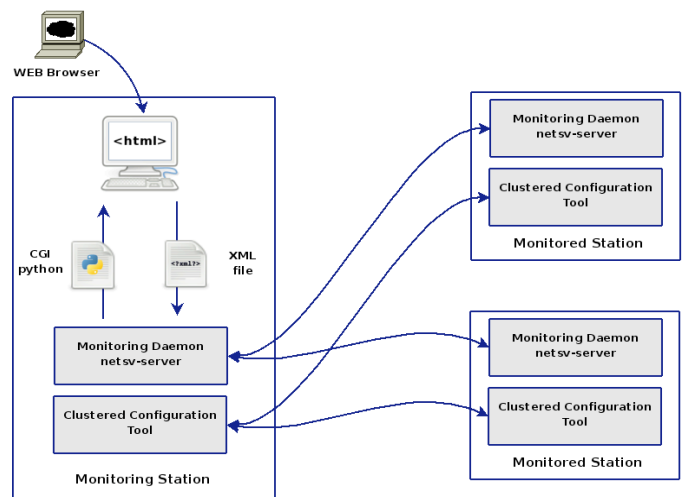 WEB Browser
<html>
CGI
python
<?xml?>
XML
file
Monitoring Daemon
netsv-server
Clustered Configuration
Tool
Monitoring Station
Monitoring Daemon
netsv-server
Clustered Configuration
Tool
Monitored Station
Monitoring Daemon
netsv-server
Clustered Configuration
Tool
Monitored Station